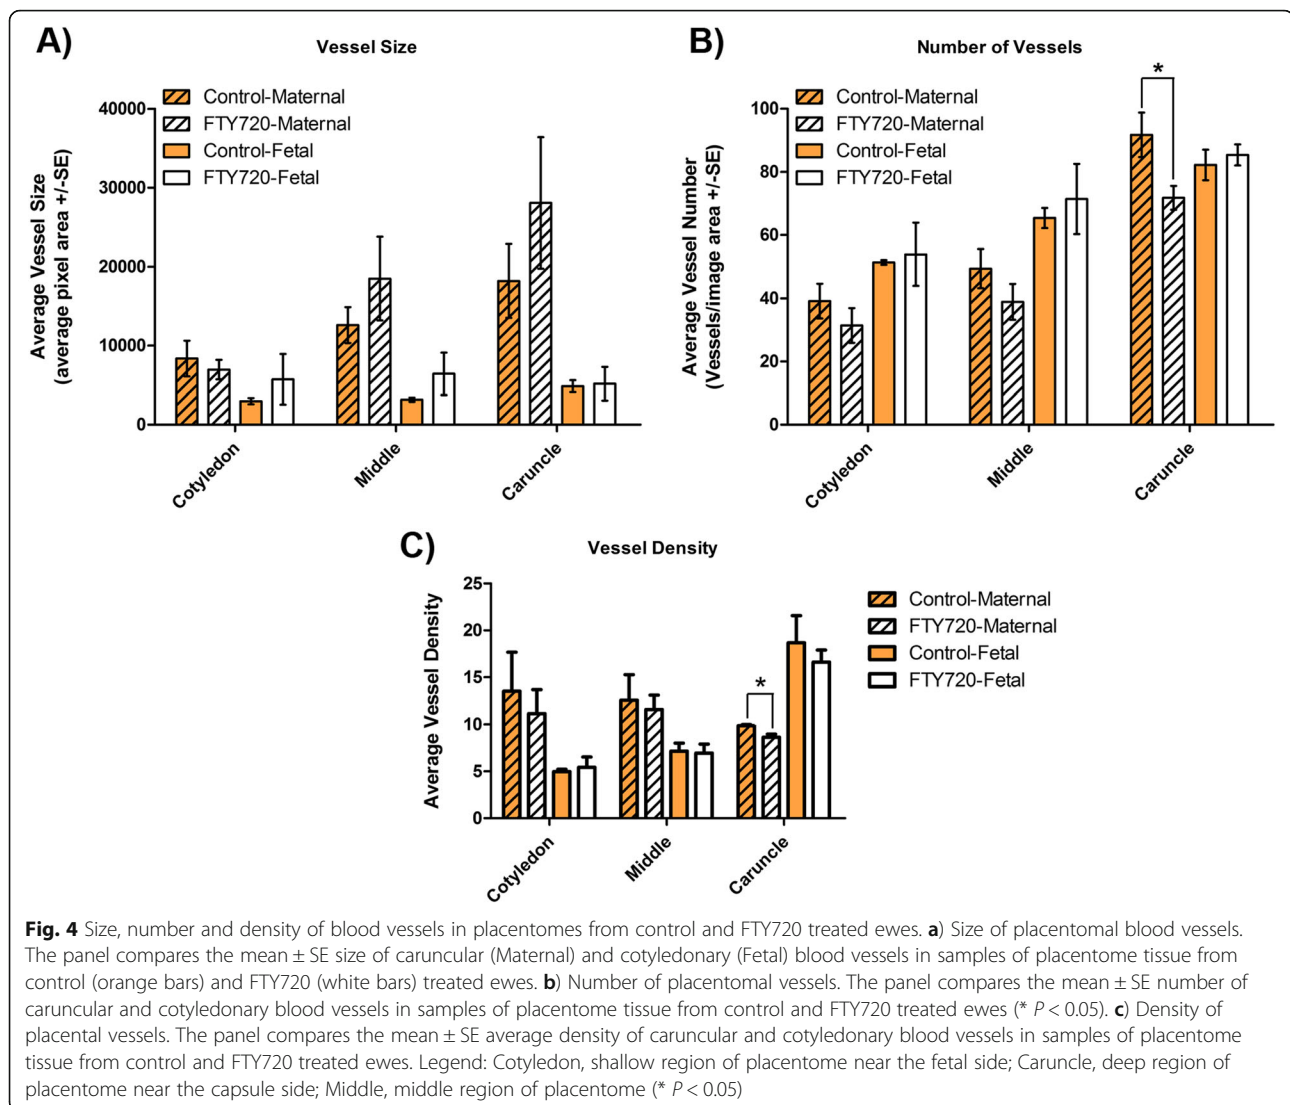 A)
Vessel Size
Control-Maternal
FTY720-Maternal
Control-Fetal
FTY720-Fetal
Average Vessel Size
(average pixel area +/-SE)
40000
30000
20000
10000
0
Cotyledon
Middle
Caruncle
B)
Number of Vessels
*
Control-Maternal
FTY720-Maternal
Control-Fetal
FTY720-Fetal
Average Vessel Number
(Vessels/image area +/-SE)
100
80
60
40
20
0
Cotyledon
Middle
Caruncle
C)
Vessel Density
Average Vessel Density
25
20
15
10
5
0
*
Cotyledon
Middle
Caruncle
Control-Maternal
FTY720-Maternal
Control-Fetal
FTY720-Fetal
Fig. 4 Size, number and density of blood vessels in placentomes from control and FTY720 treated ewes. a) Size of placentomal blood vessels.
The panel compares the mean ± SE size of caruncular (Maternal) and cotyledonary (Fetal) blood vessels in samples of placentome tissue from
control (orange bars) and FTY720 (white bars) treated ewes. b) Number of placentomal vessels. The panel compares the mean ± SE number of
caruncular and cotyledonary blood vessels in samples of placentome tissue from control and FTY720 treated ewes (* P < 0.05). c) Density of
placental vessels. The panel compares the mean ± SE average density of caruncular and cotyledonary blood vessels in samples of placentome
tissue from control and FTY720 treated ewes. Legend: Cotyledon, shallow region of placentome near the fetal side; Caruncle, deep region of
placentome near the capsule side; Middle, middle region of placentome (* P < 0.05)